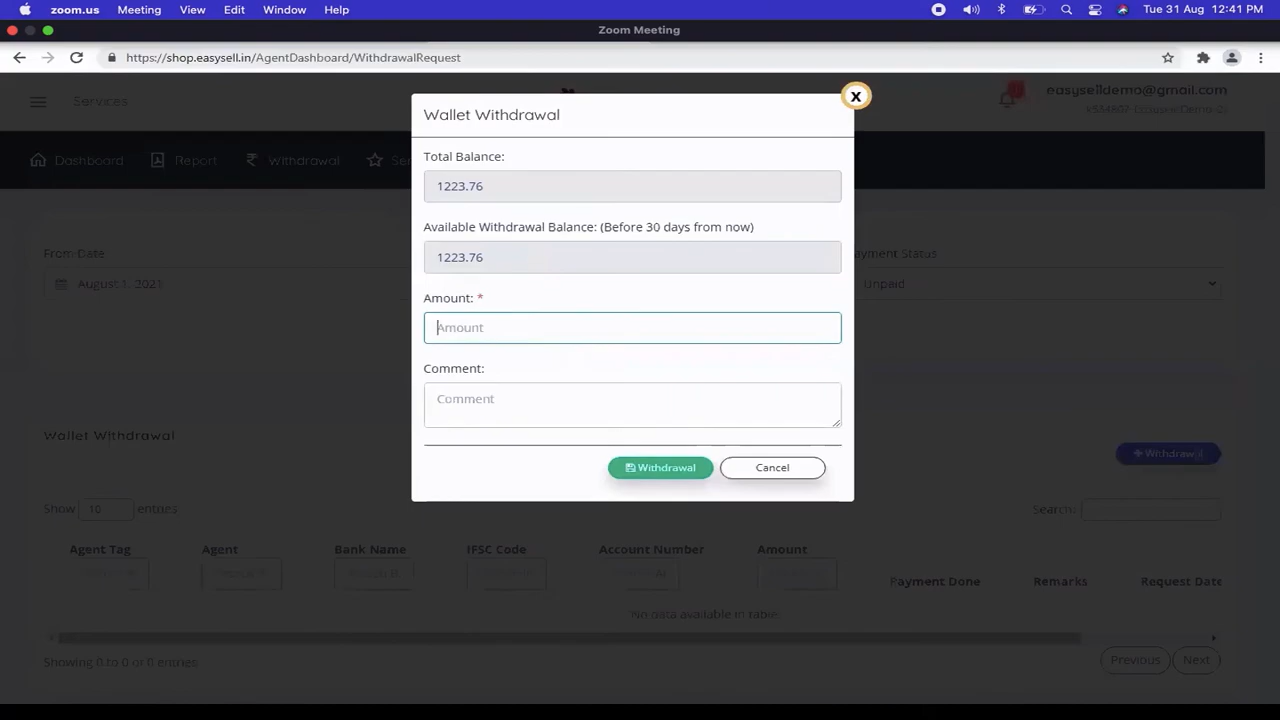 zoom.us Meeting View Edit Window Help Tue 31 Aug 12:41 PM
Zoom Meeting
https://shop.easysell.in/AgentDashboard/WithdrawalRequest
Services
easyselldemo@gmail.com
X
Wallet Withdrawal
Dashboard Report Withdrawal
Total Balance:
1223.76
Available Withdrawal Balance: (Before 30 days from now)
1223.76
From Date
Payment Status
August 1, 2021
Unpaid
Amount: *
Amount
Comment:
Comment
Wallet Withdrawal
+ Withdrawal
Withdrawal Cancel
Show 10 entries
Search:
Agent Tag Agent Bank Name IFSC Code Account Number Amount
Payment Done Remarks Request Date
No data available in table
Showing 0 to 0 of 0 entries
Previous Next